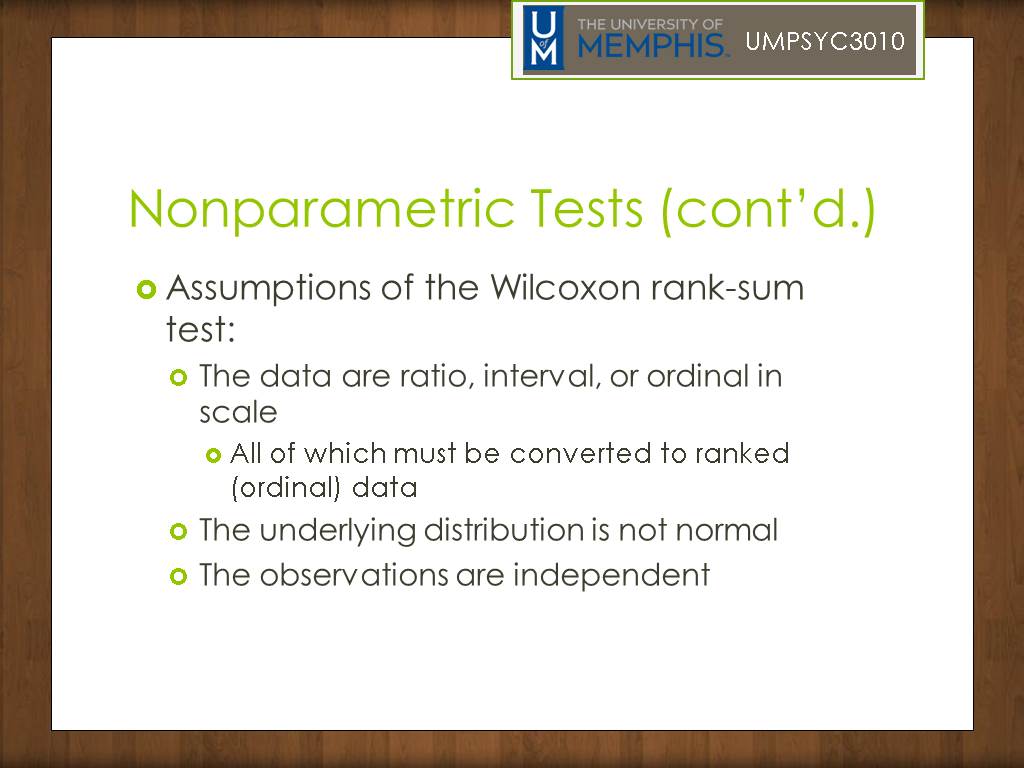 THE UNIVERSITY OF
MEMPHIS™
U
of
M
UMPSYC3010
Nonparametric Tests (cont’d.)
Assumptions of the Wilcoxon rank-sum
test:
The data are ratio, interval, or ordinal in
scale
All of which must be converted to ranked
(ordinal) data
The underlying distribution is not normal
The observations are independent